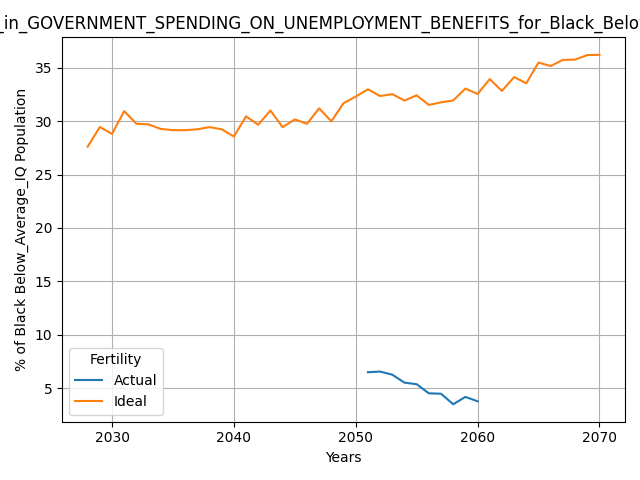 _in_GOVERNMENT_SPENDING_ON_UNEMPLOYMENT_BENEFITS_for_Black_Belo
% of Black Below_Average_IQ Population
35
30
25
20
15
10
5
Fertility
Actual
Ideal
2030 2040 2050 2060 2070
Years